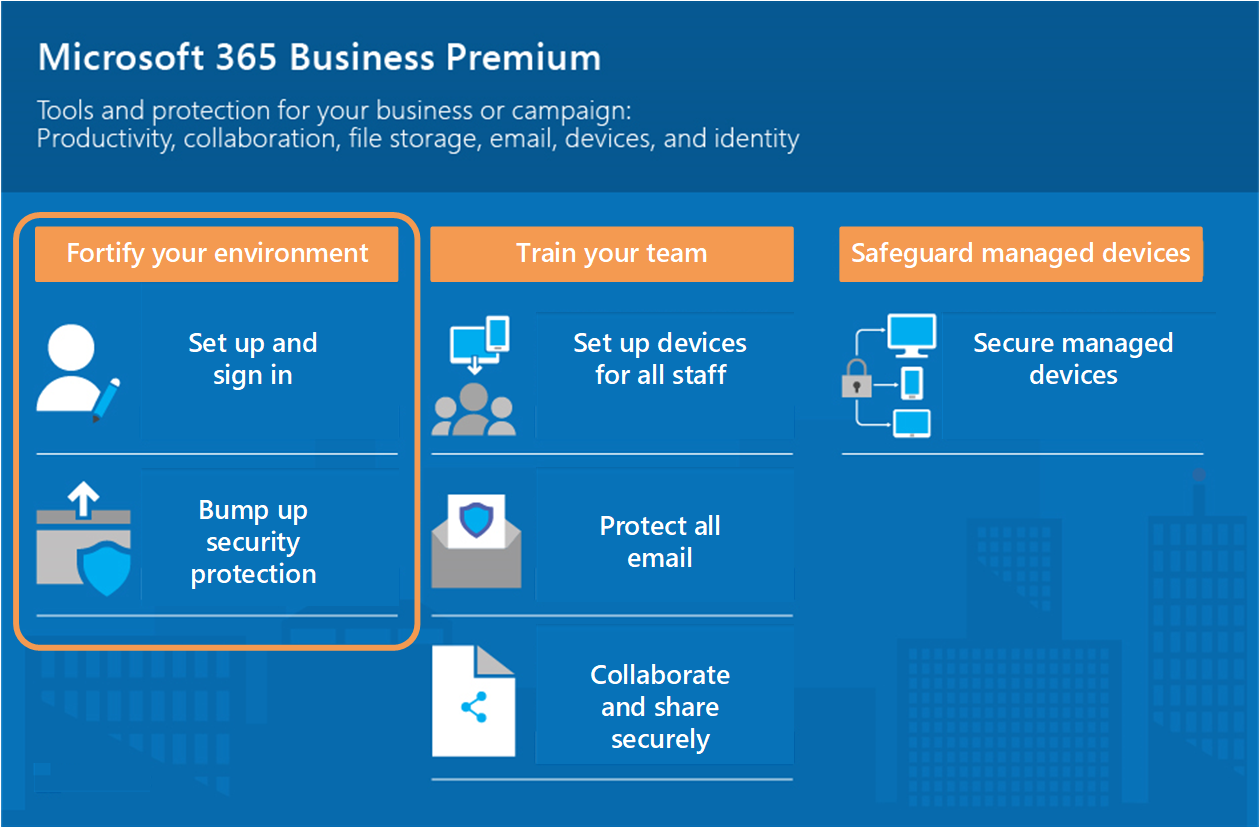 Microsoft 365 Business Premium
Tools and protection for your business or campaign:
Productivity, collaboration, file storage, email, devices, and identity
Fortify your environment
Set up and
sign in
Bump up
security
protection
Train your team
Set up devices
for all staff
Protect all
email
Collaborate
and share
securely
Safeguard managed devices
Secure managed
devices